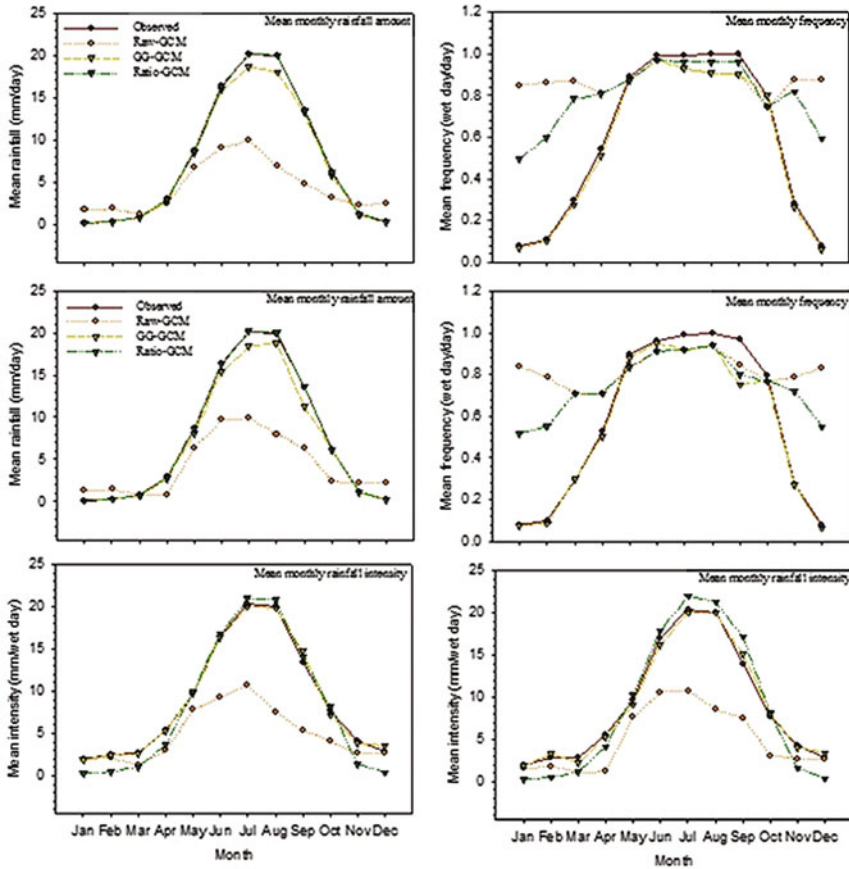 Mean monthly rainfall amount
Observed
Raw-GCM
GG-GCM
Ratio-GCM
Mean rainfall (mm/day)
25
20
15
10
5
0
Mean monthly frequency
Mean frequency (wet day/day)
1.2
1.0
0.8
0.6
0.4
0.2
0.0
Mean monthly rainfall amount
Observed
Raw-GCM
GG-GCM
Ratio-GCM
Mean rainfall (mm/day)
25
20
15
10
5
0
Mean monthly frequency
Mean frequency (wet day/day)
1.2
1.0
0.8
0.6
0.4
0.2
0.0
Mean monthly rainfall intensity
Mean intensity (mm/wet day)
25
20
15
10
5
0
Jan Feb Mar Apr May Jun Jul Aug Sep Oct Nov Dec
Month
Mean monthly rainfall intensity
Mean intensity (mm/wet day)
25
20
15
10
5
0
Jan Feb Mar Apr May Jun Jul Aug Sep Oct Nov Dec
Month